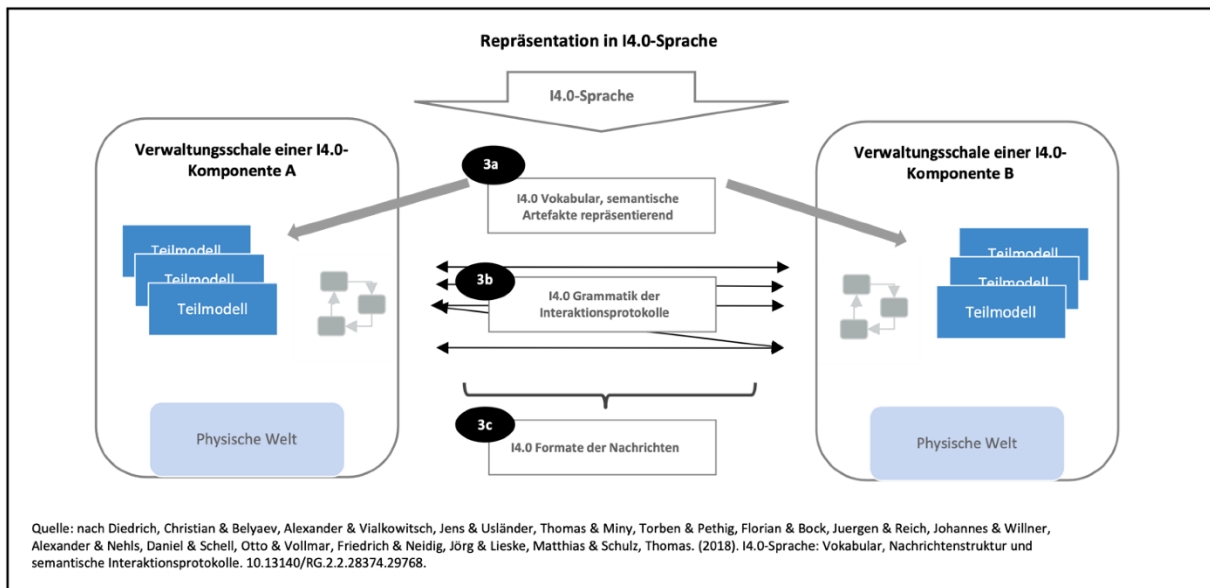 Repräsentation in I4.0-Sprache
I4.0-Sprache
Verwaltungsschale einer I4.0-
Komponente A
Teilmodell
Teilmodell
Teilmodell
Physische Welt
3a
I4.0 Vokabular, semantische
Artefakte repräsentierend
3b
I4.0 Grammatik der
Interaktionsprotokolle
3c
I4.0 Formate der Nachrichten
Verwaltungsschale einer I4.0-
Komponente B
Teilmodell
Teilmodell
Teilmodell
Physische Welt
Quelle: nach Diedrich, Christian & Belyaev, Alexander & Vialkowitsch, Jens & Usländer, Thomas & Miny, Torben & Pethig, Florian & Bock, Juergen & Reich, Johannes & Willner,
Alexander & Nehls, Daniel & Schell, Otto & Vollmar, Friedrich & Neidig, Jörg & Lieske, Matthias & Schulz, Thomas. (2018). I4.0-Sprache: Vokabular, Nachrichtenstruktur und
semantische Interaktionsprotokolle. 10.13140/RG.2.2.28374.29768.